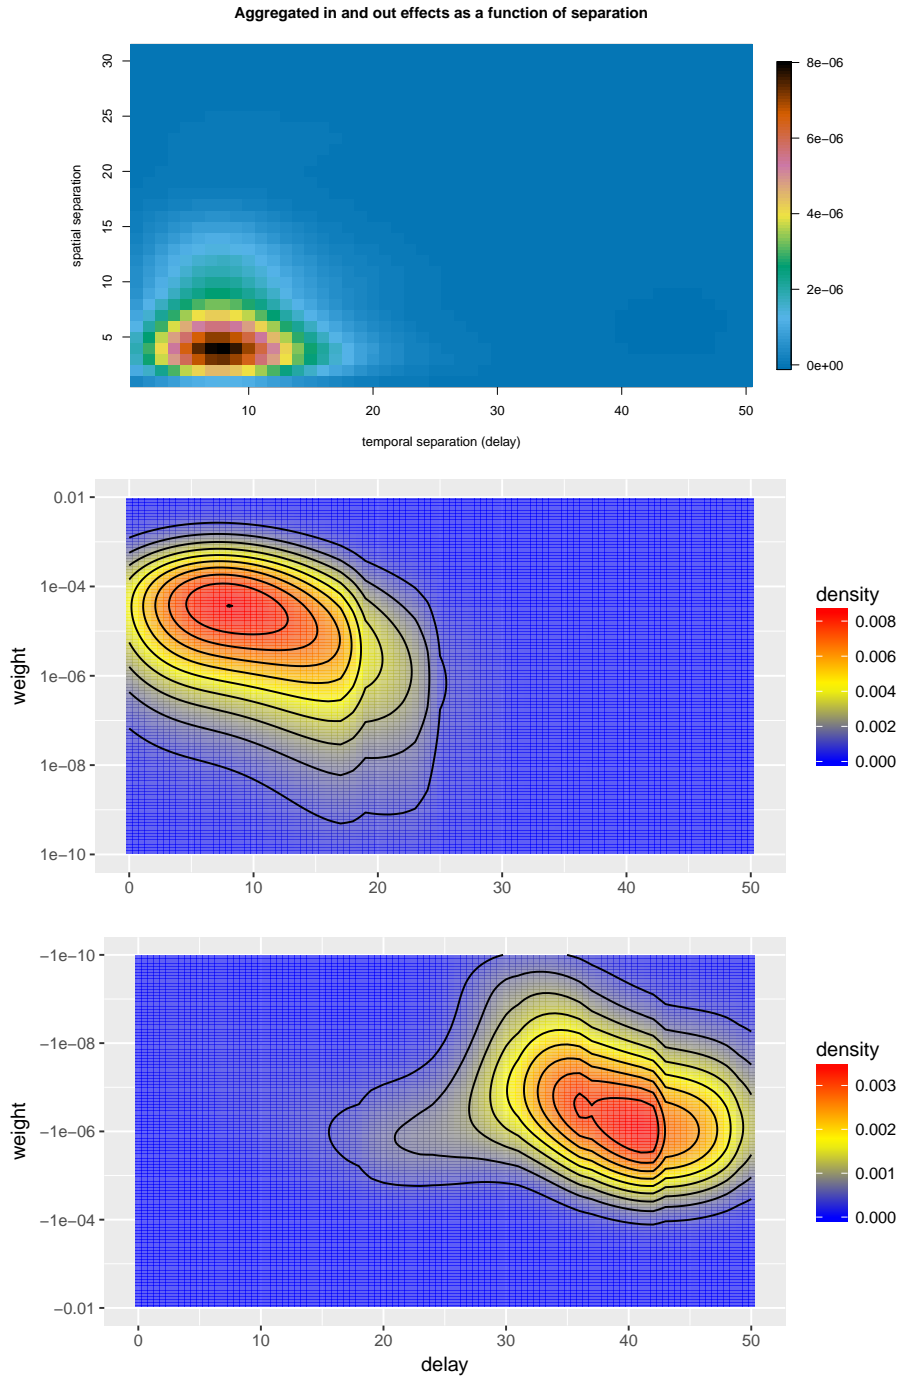 Aggregated in and out effects as a function of separation
30
25
20
15
10
5
spatial separation
10 20 30 40 50
temporal separation (delay)
8e−06
6e−06
4e−06
2e−06
0e+00
0.01
1e−04
1e−06
1e−08
1e−10
weight
0 10 20 30 40 50
density
0.008
0.006
0.004
0.002
0.000
−1e−10
−1e−08
−1e−06
−1e−04
−0.01
weight
0 10 20 30 40 50
delay
density
0.003
0.002
0.001
0.000